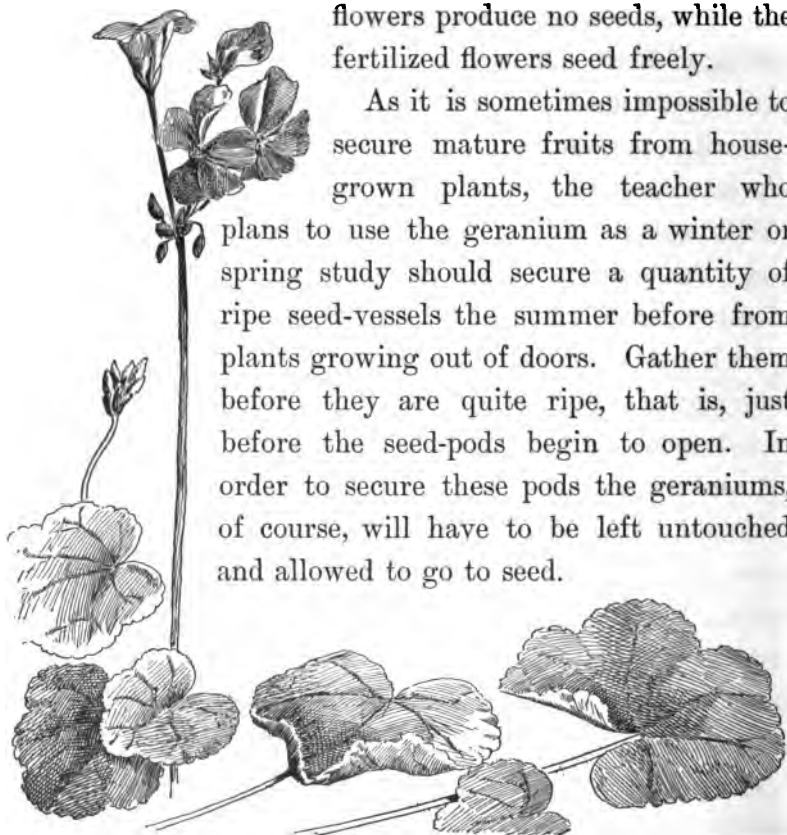 flowers produce no seeds, while the
fertilized flowers seed freely.
As it is sometimes impossible to
secure mature fruits from house-
grown plants, the teacher who
plans to use the geranium as a winter or
spring study should secure a quantity of
ripe seed-vessels the summer before from
plants growing out of doors. Gather them
before they are quite ripe, that is, just
before the seed-pods begin to open. In
order to secure these pods the geraniums,
of course, will have to be left untouched
and allowed to go to seed.